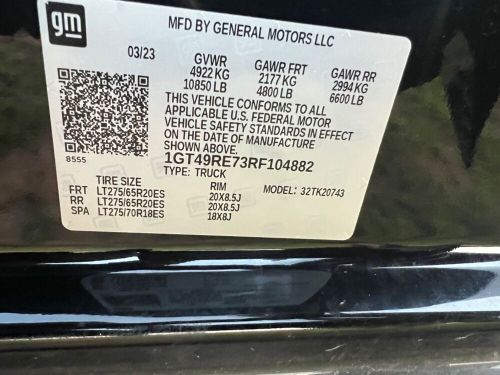 gm
MFD BY GENERAL MOTORS LLC
03/23 GVWR GAWR FRT GAWR RR
4922 KG 2177 KG 2994 KG
10850 LB 4800 LB 6600 LB
THIS VEHICLE CONFORMS TO ALL
APPLICABLE U.S. FEDERAL MOTOR
VEHICLE SAFETY STANDARDS IN EFFECT
ON THE DATE OF MANUFACTURE
SHOWN ABOVE.
8555 1GT49RE73RF104882
TYPE: TRUCK
TIRE SIZE RIM MODEL: 32TK20743
FRT LT275/65R20ES 20X8.5J
RR LT275/65R20ES 20X8.5J
SPA LT275/70R18ES 18X8J